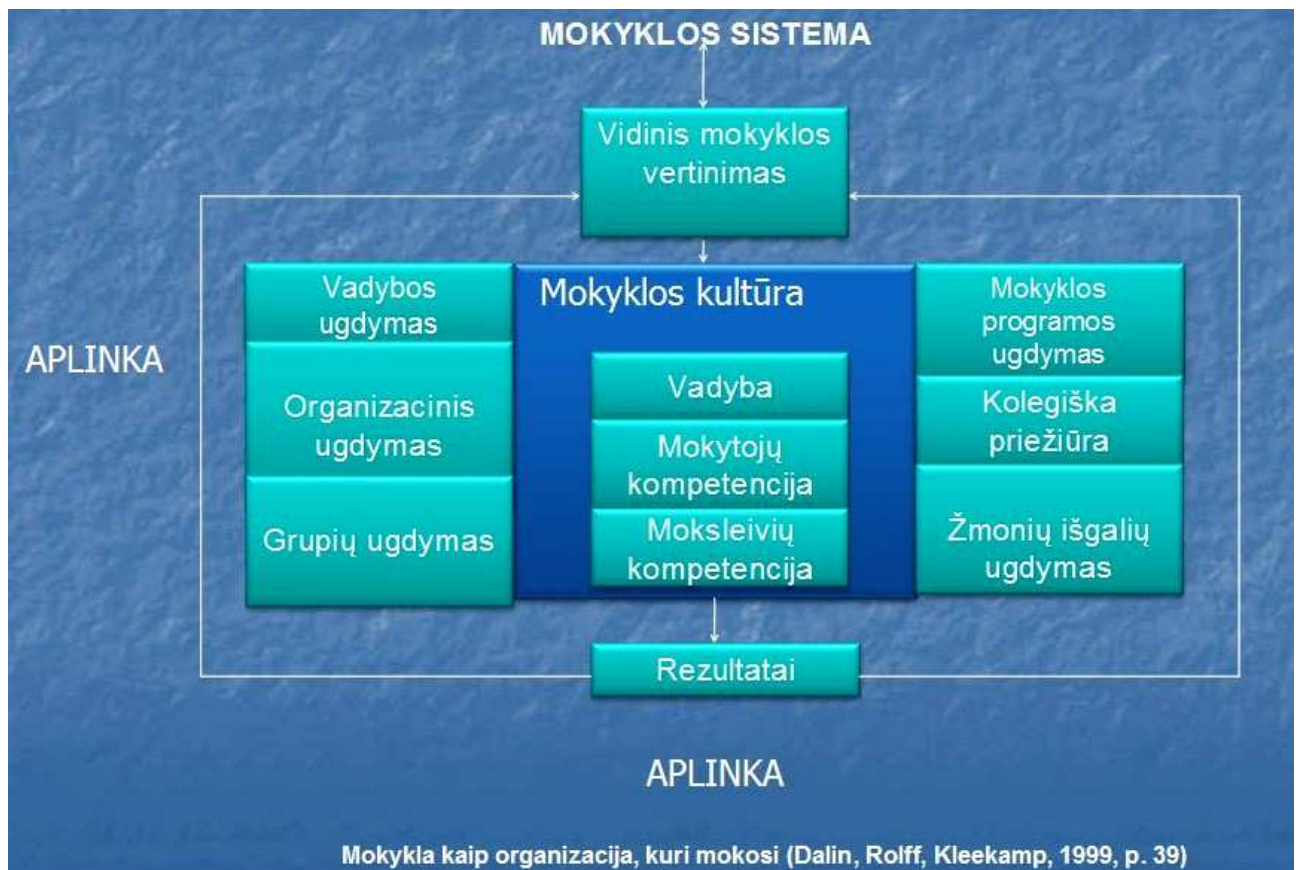 MOKYKLOS SISTEMA
Vidinis mokyklos
vertinimas
APLINKA
Vadybos
ugdymas
Organizacinis
ugdymas
Grupių ugdymas
Mokyklos kultūra
Vadyba
Mokytojų
kompetencija
Moksleivių
kompetencija
Mokyklos
programos
ugdymas
Kolegiška
priežiūra
Žmonių išgalių
ugdymas
Rezultatai
APLINKA
Mokykla kaip organizacija, kuri mokosi (Dalin, Rolff, Kleekamp, 1999, p. 39)